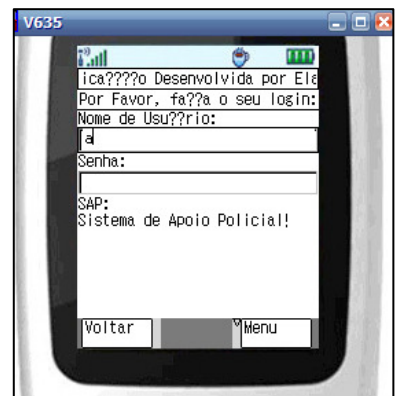 V635
ica????o Desenvolvida por Ela
Por Favor, fa??a o seu login:
Nome de Usu??rio:
a
Senha:
SAP:
Sistema de Apoio Policial!
Voltar
Menu